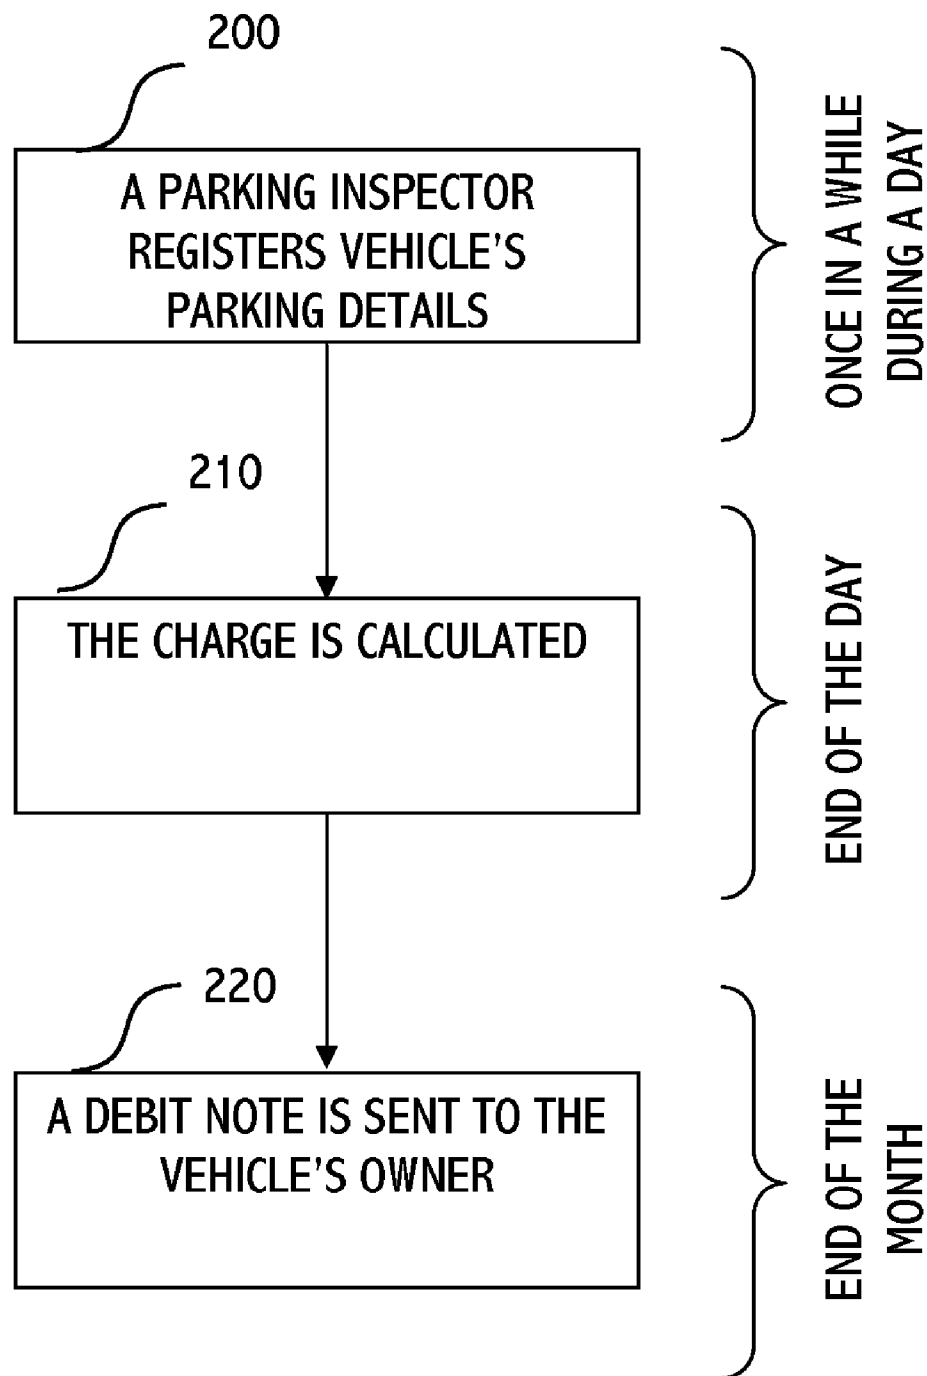 200
A PARKING INSPECTOR
REGISTERS VEHICLE'S
PARKING DETAILS
ONCE IN A WHILE
DURING A DAY
210
THE CHARGE IS CALCULATED
END OF THE DAY
220
A DEBIT NOTE IS SENT TO THE
VEHICLE'S OWNER
END OF THE
MONTH